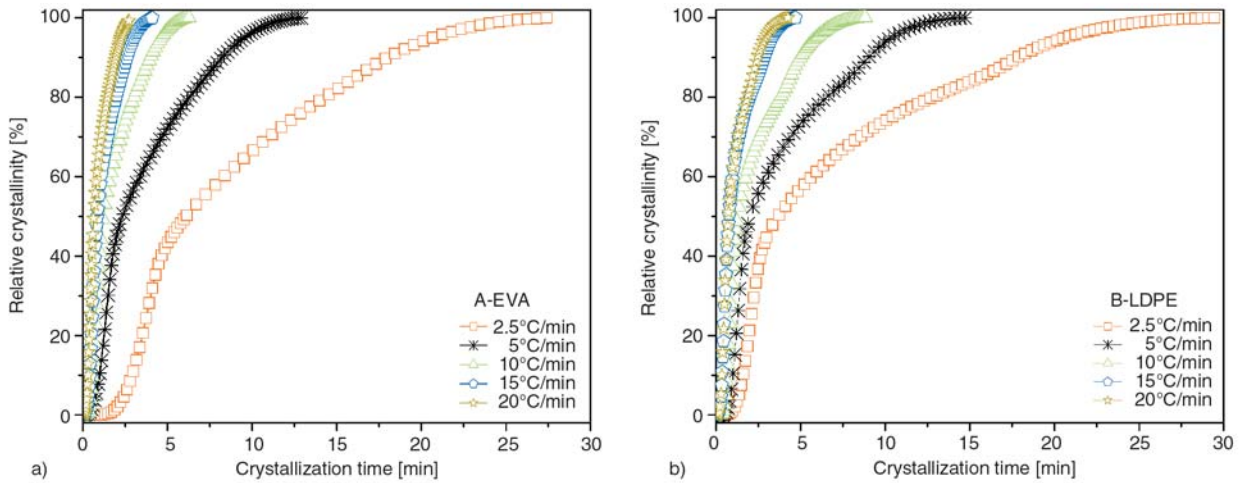 100
80
60
40
20
0
Relative crystallinity [%]
A-EVA
2.5°C/min
5°C/min
10°C/min
15°C/min
20°C/min
0 5 10 15 20 25 30
a) Crystallization time [min]
100
80
60
40
20
0
Relative crystallinity [%]
B-LDPE
2.5°C/min
5°C/min
10°C/min
15°C/min
20°C/min
0 5 10 15 20 25 30
b) Crystallization time [min]